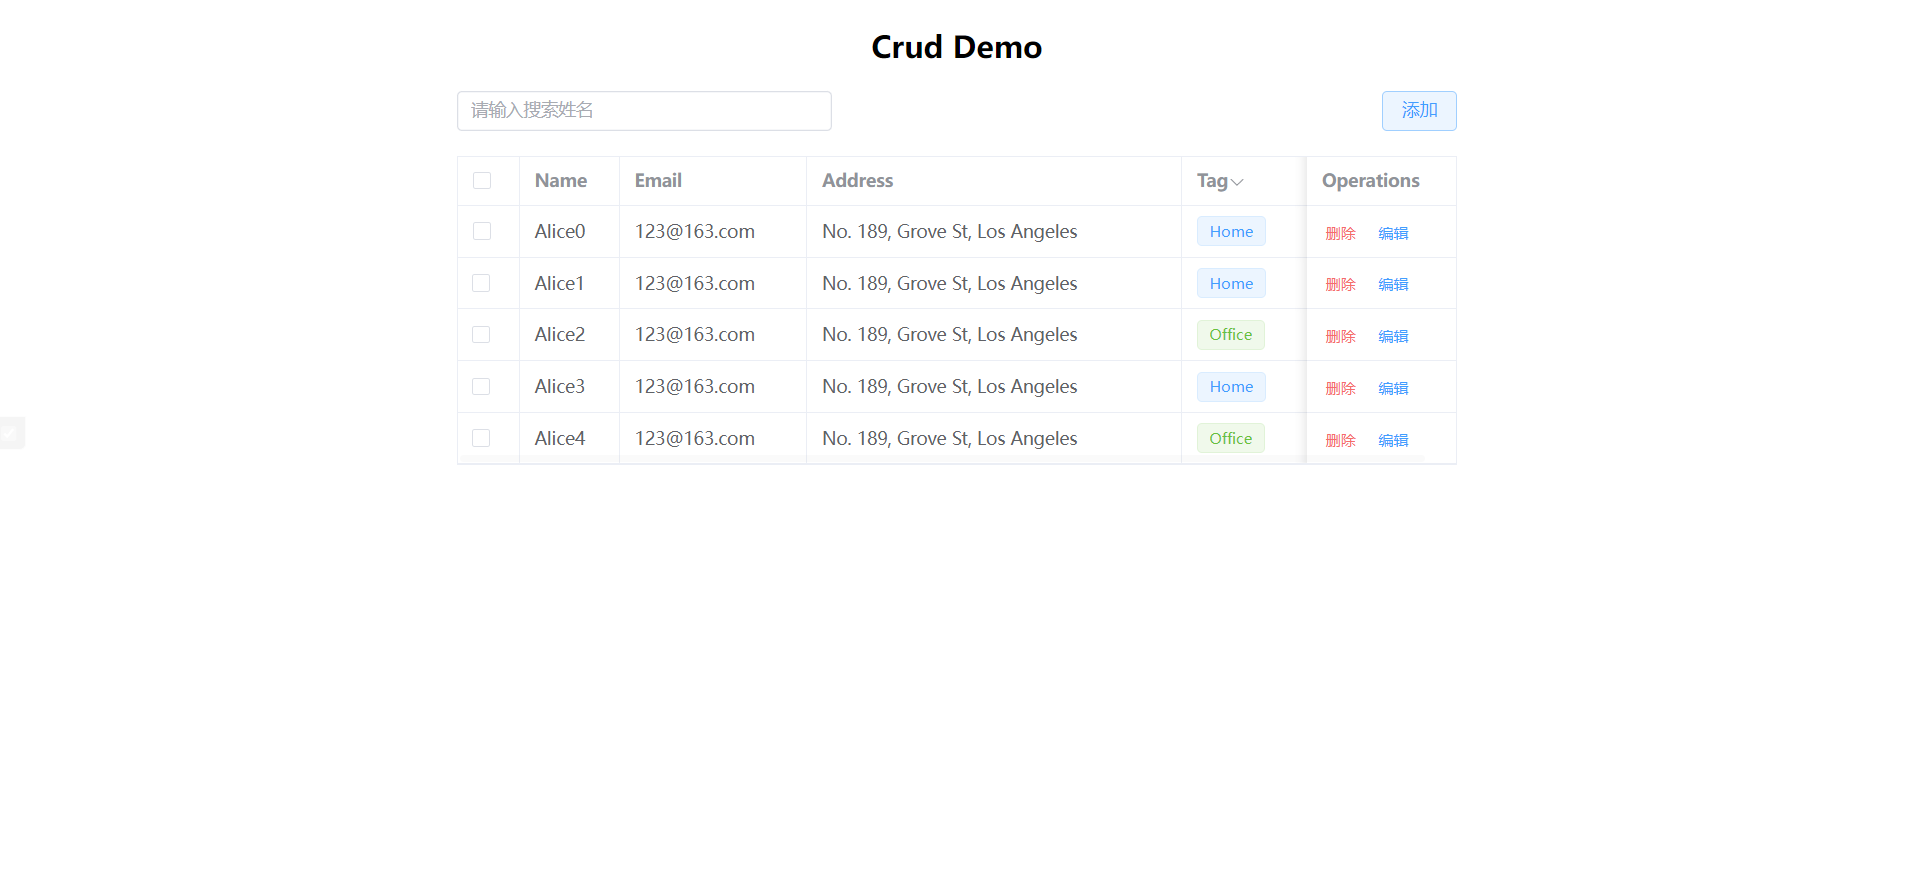 Crud Demo
请输入搜索姓名 添加
Name Email Address Tag Operations
Alice0 123@163.com No. 189, Grove St, Los Angeles Home 删除 编辑
Alice1 123@163.com No. 189, Grove St, Los Angeles Home 删除 编辑
Alice2 123@163.com No. 189, Grove St, Los Angeles Office 删除 编辑
Alice3 123@163.com No. 189, Grove St, Los Angeles Home 删除 编辑
Alice4 123@163.com No. 189, Grove St, Los Angeles Office 删除 编辑